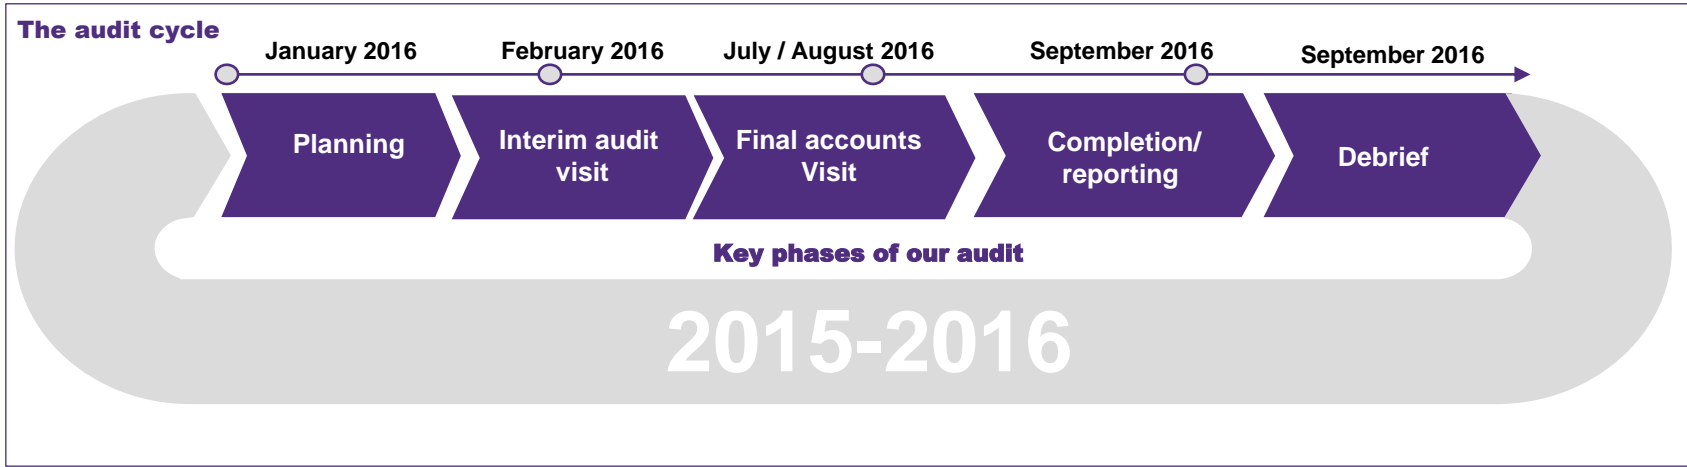 The audit cycle
January 2016
February 2016
July / August 2016
September 2016
September 2016
Planning
Interim audit
visit
Final accounts
Visit
Completion/
reporting
Debrief
Key phases of our audit
2015-2016